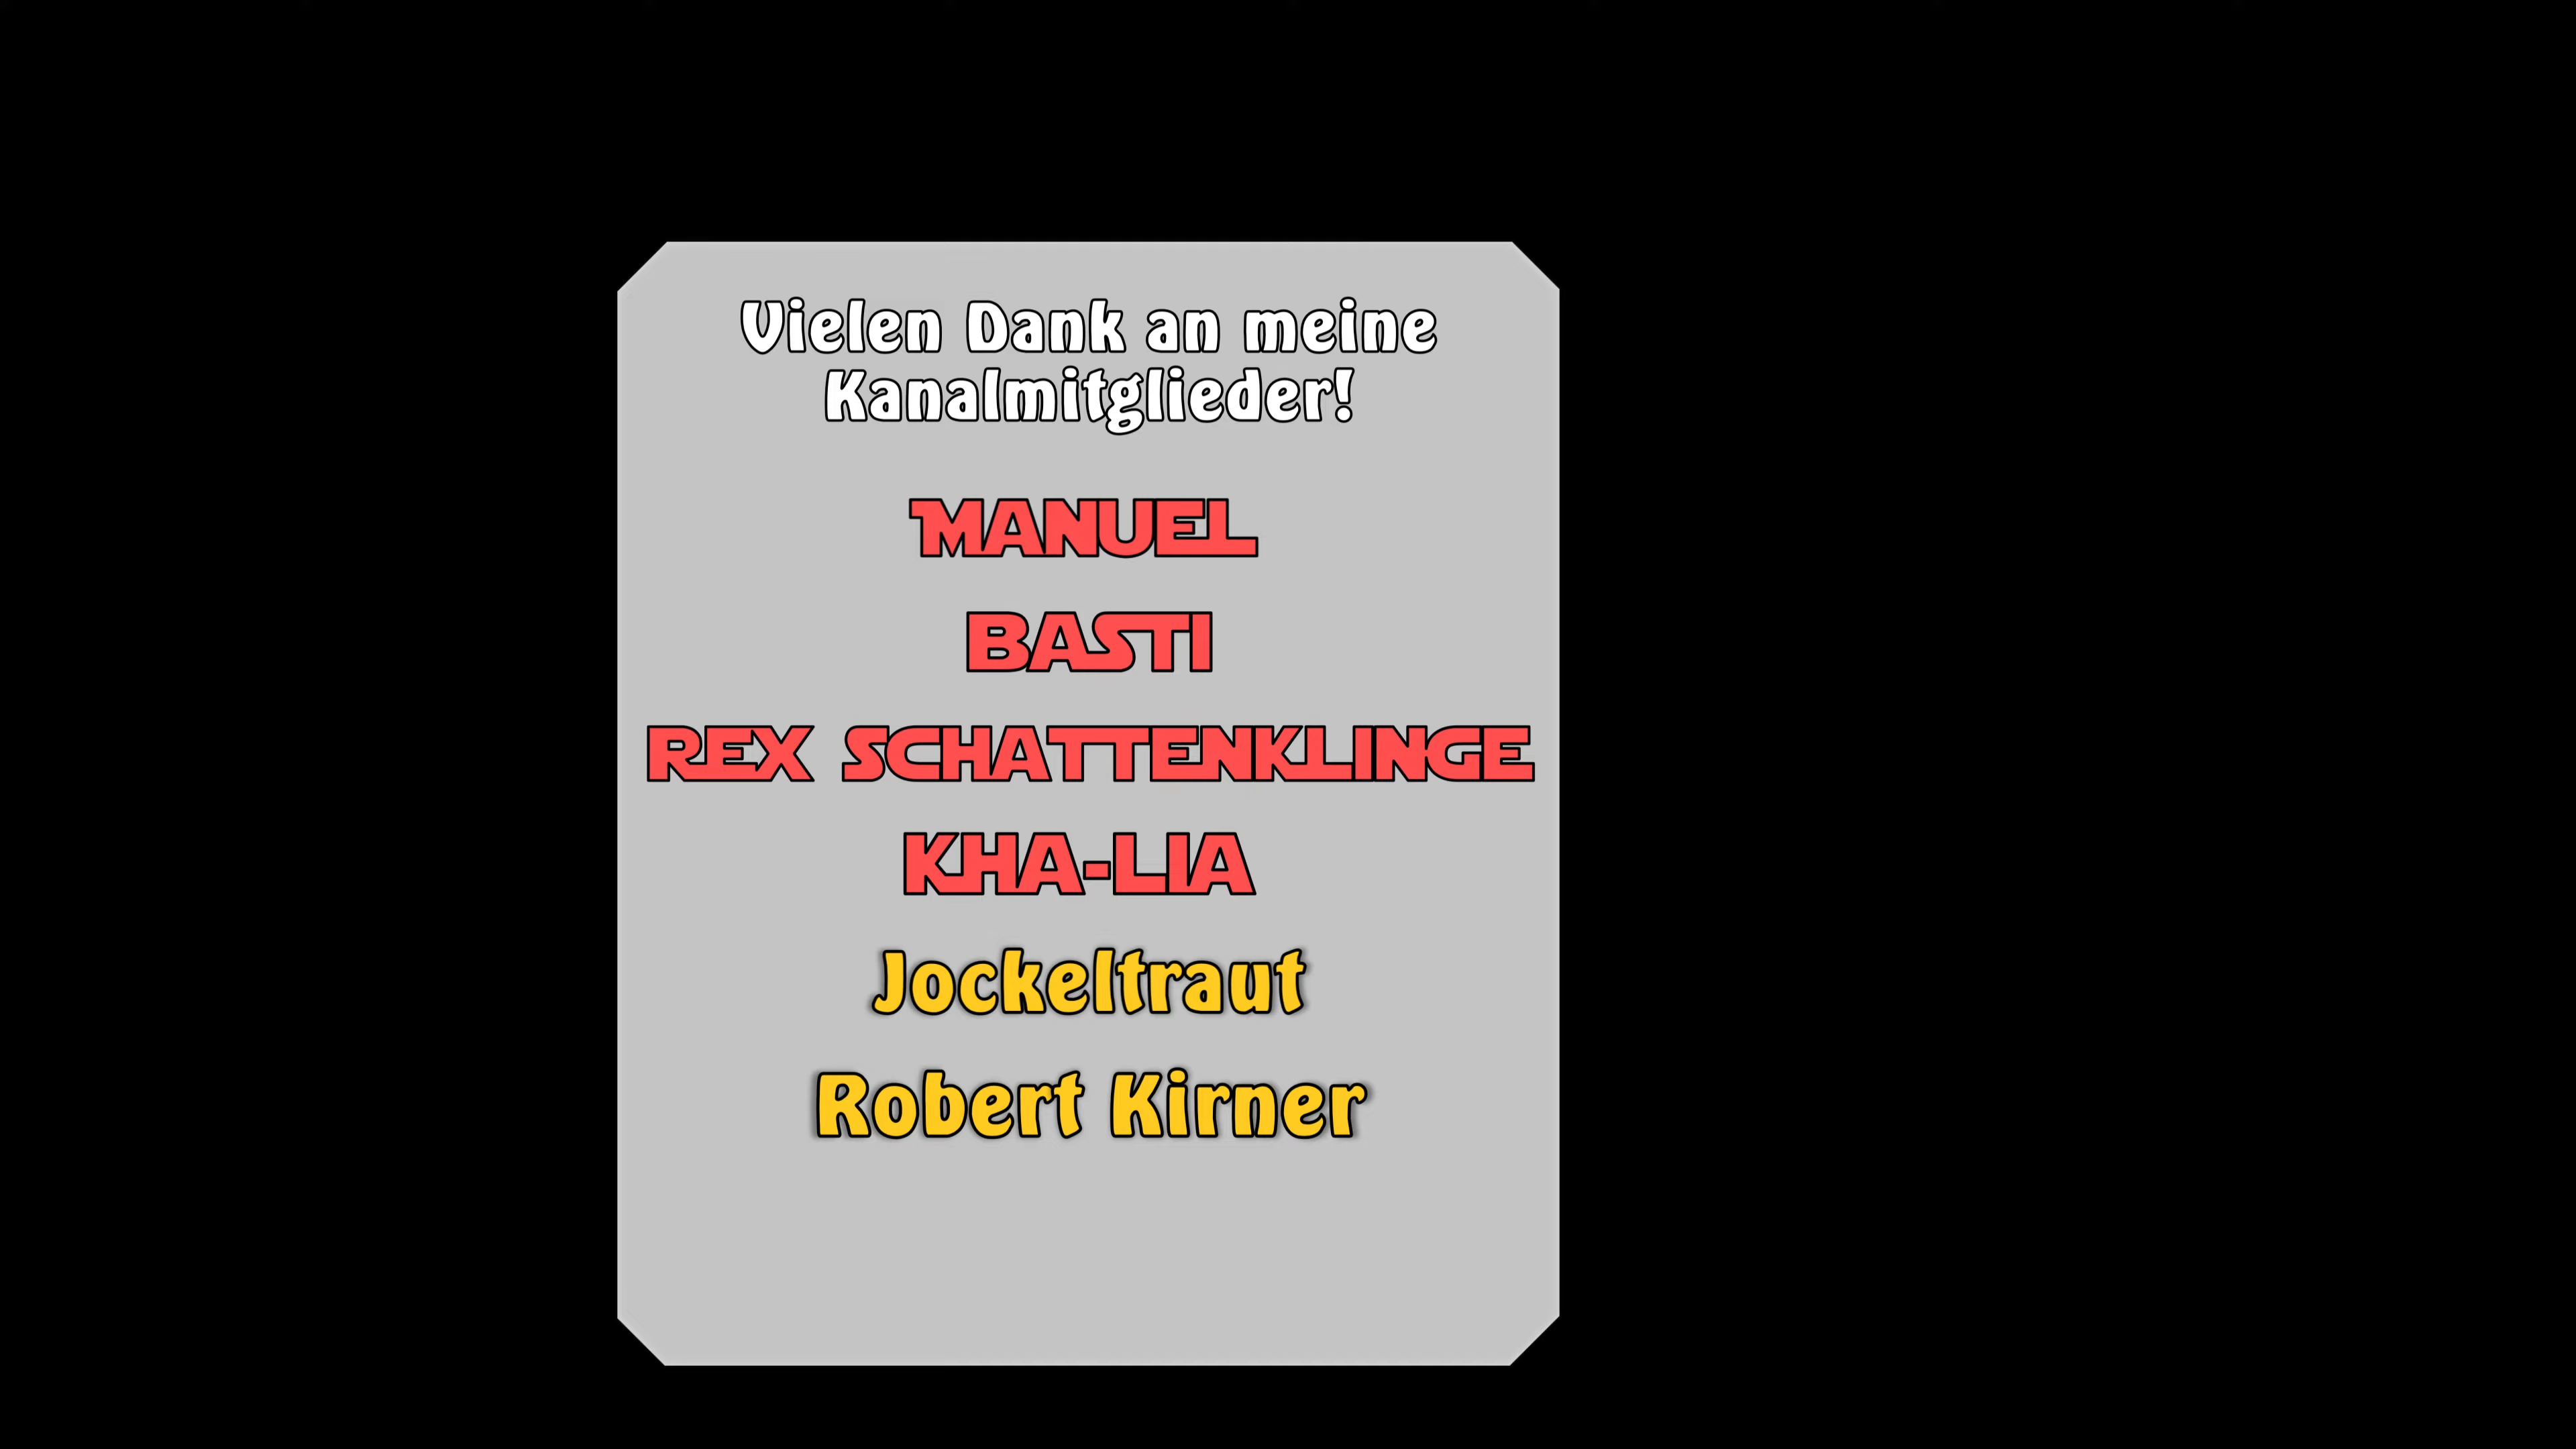 Vielen Dank an meine
Kanalmitglieder!
MANUEL
BASTI
REX SCHATTENKLINGE
KHA-LIA
Jockeltraut
Robert Kirner